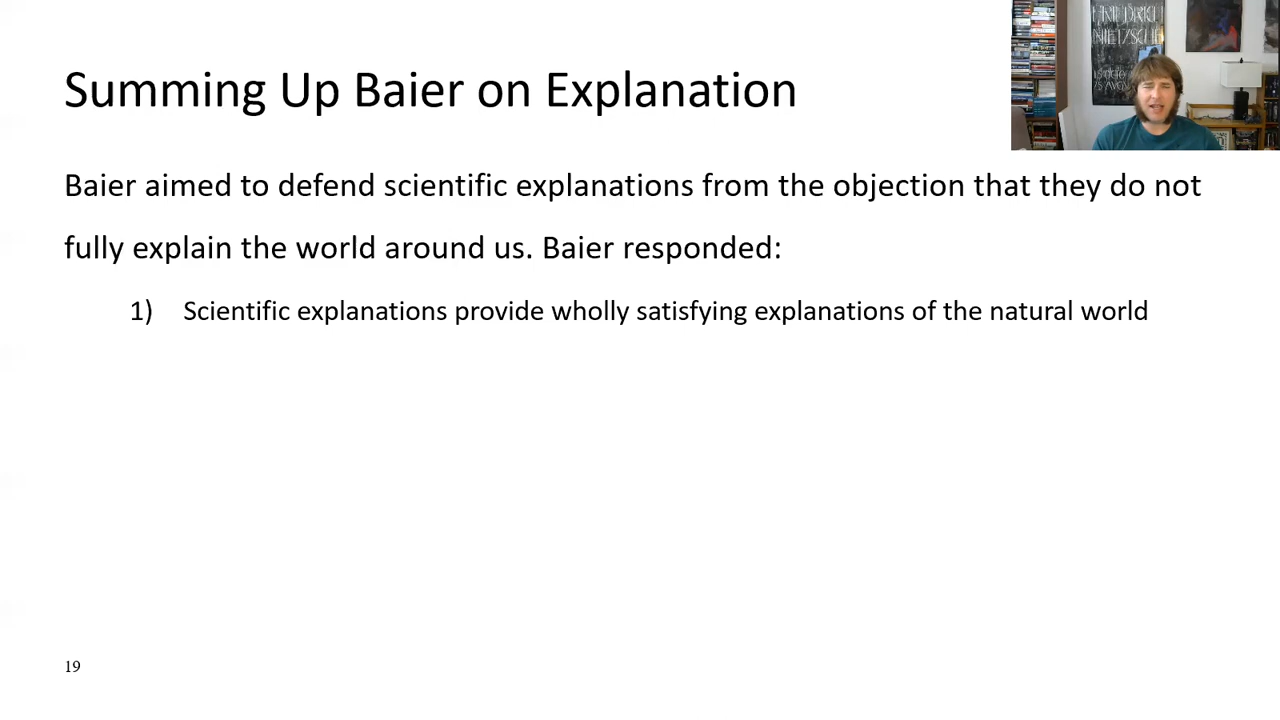 Summing Up Baier on Explanation
Baier aimed to defend scientific explanations from the objection that they do not
fully explain the world around us. Baier responded:
1) Scientific explanations provide wholly satisfying explanations of the natural world
19
NIETZSCHE